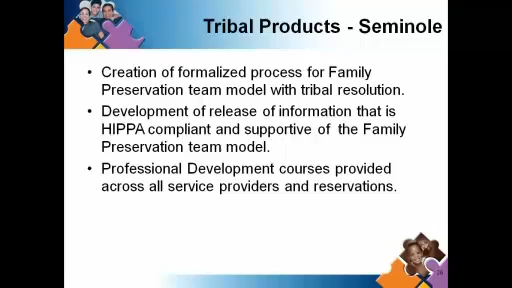 Tribal Products - Seminole
• Creation of formalized process for Family
Preservation team model with tribal resolution.
• Development of release of information that is
HIPPA compliant and supportive of the Family
Preservation team model.
• Professional Development courses provided
across all service providers and reservations.
26